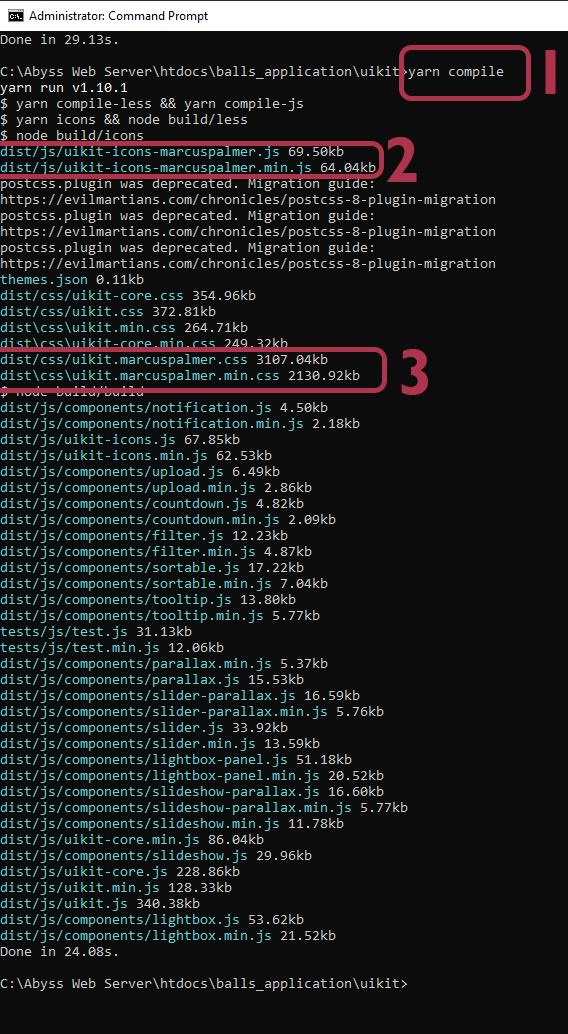 Administrator: Command Prompt
Done in 29.13s.
C:\Abyss Web Server\htdocs\balls_application\uikit>yarn compile
1
yarn run v1.10.1
$ yarn compile-less && yarn compile-js
$ yarn icons && node build/less
$ node build/icons
dist/js/uikit-icons-marcuspalmer.js 69.50kb
2
dist/js/uikit-icons-marcuspalmer.min.js 64.04kb
postcss.plugin was deprecated. Migration guide:
https://evilmartians.com/chronicles/postcss-8-plugin-migration
postcss.plugin was deprecated. Migration guide:
https://evilmartians.com/chronicles/postcss-8-plugin-migration
postcss.plugin was deprecated. Migration guide:
https://evilmartians.com/chronicles/postcss-8-plugin-migration
themes.json 0.11kb
dist/css/uikit-core.css 354.96kb
dist/css/uikit.css 372.81kb
dist\css\uikit.min.css 264.71kb
dist\css\uikit-core.min.css 249.32kb
dist/css/uikit.marcuspalmer.css 3107.04kb
3
dist\css\uikit.marcuspalmer.min.css 2130.92kb
$ node build/build
dist/js/components/notification.js 4.50kb
dist/js/components/notification.min.js 2.18kb
dist/js/uikit-icons.js 67.85kb
dist/js/uikit-icons.min.js 62.53kb
dist/js/components/upload.js 6.49kb
dist/js/components/upload.min.js 2.86kb
dist/js/components/countdown.js 4.82kb
dist/js/components/countdown.min.js 2.09kb
dist/js/components/filter.js 12.23kb
dist/js/components/filter.min.js 4.87kb
dist/js/components/sortable.js 17.22kb
dist/js/components/sortable.min.js 7.04kb
dist/js/components/tooltip.js 13.80kb
dist/js/components/tooltip.min.js 5.77kb
tests/js/test.js 31.13kb
tests/js/test.min.js 12.06kb
dist/js/components/parallax.min.js 5.37kb
dist/js/components/parallax.js 15.53kb
dist/js/components/slider-parallax.js 16.59kb
dist/js/components/slider-parallax.min.js 5.76kb
dist/js/components/slider.js 33.92kb
dist/js/components/slider.min.js 13.59kb
dist/js/components/lightbox-panel.js 51.18kb
dist/js/components/lightbox-panel.min.js 20.52kb
dist/js/components/slideshow-parallax.js 16.60kb
dist/js/components/slideshow-parallax.min.js 5.77kb
dist/js/components/slideshow.min.js 11.78kb
dist/js/uikit-core.min.js 86.04kb
dist/js/components/slideshow.js 29.96kb
dist/js/uikit-core.js 228.86kb
dist/js/uikit.min.js 128.33kb
dist/js/uikit.js 340.38kb
dist/js/components/lightbox.js 53.62kb
dist/js/components/lightbox.min.js 21.52kb
Done in 24.08s.
C:\Abyss Web Server\htdocs\balls_application\uikit>